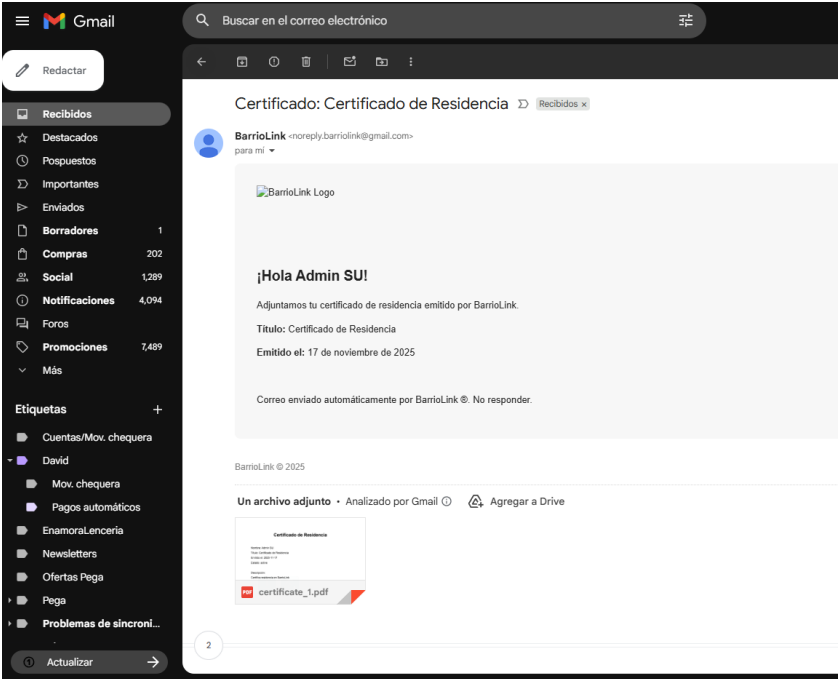 Gmail
Buscar en el correo electrónico
Redactar
Recibidos
Destacados
Pospuestos
Importantes
Enviados
Borradores 1
Compras 202
Social 1,289
Notificaciones 4,094
Foros
Promociones 7,489
Más
Etiquetas +
Cuentas/Mov. chequera
David
Mov. chequera
Pagos automáticos
EnamoraLenceria
Newsletters
Ofertas Pega
Pega
Problemas de sincroni...
Actualizar
Certificado: Certificado de Residencia Recibidos x
BarrioLink <noreply.barriolink@gmail.com>
para mí
BarrioLink Logo
¡Hola Admin SU!
Adjuntamos tu certificado de residencia emitido por BarrioLink.
Título: Certificado de Residencia
Emitido el: 17 de noviembre de 2025
Correo enviado automáticamente por BarrioLink ®. No responder.
BarrioLink © 2025
Un archivo adjunto • Analizado por Gmail Agregar a Drive
Certificado de Residencia
PDF certificate_1.pdf
2